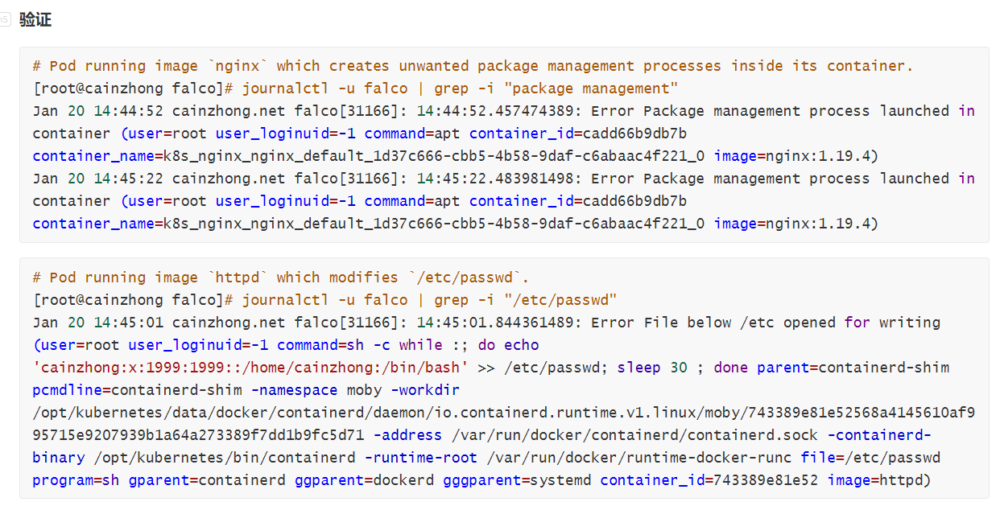 h5
验证
# Pod running image `nginx` which creates unwanted package management processes inside its container.
[root@cainzhong falco]# journalctl -u falco | grep -i "package management"
Jan 20 14:44:52 cainzhong.net falco[31166]: 14:44:52.457474389: Error Package management process launched in
container (user=root user_loginuid=-1 command=apt container_id=cadd66b9db7b
container_name=k8s_nginx_nginx_default_1d37c666-cbb5-4b58-9daf-c6abaac4f221_0 image=nginx:1.19.4)
Jan 20 14:45:22 cainzhong.net falco[31166]: 14:45:22.483981498: Error Package management process launched in
container (user=root user_loginuid=-1 command=apt container_id=cadd66b9db7b
container_name=k8s_nginx_nginx_default_1d37c666-cbb5-4b58-9daf-c6abaac4f221_0 image=nginx:1.19.4)
# Pod running image `httpd` which modifies `/etc/passwd`.
[root@cainzhong falco]# journalctl -u falco | grep -i "/etc/passwd"
Jan 20 14:45:01 cainzhong.net falco[31166]: 14:45:01.844361489: Error File below /etc opened for writing
(user=root user_loginuid=-1 command=sh -c while :; do echo
'cainzhong:x:1999:1999::/home/cainzhong:/bin/bash' >> /etc/passwd; sleep 30 ; done parent=containerd-shim
pcmdline=containerd-shim -namespace moby -workdir
/opt/kubernetes/data/docker/containerd/daemon/io.containerd.runtime.v1.linux/moby/743389e81e52568a4145610af9
95715e9207939b1a64a273389f7dd1b9fc5d71 -address /var/run/docker/containerd/containerd.sock -containerd-
binary /opt/kubernetes/bin/containerd -runtime-root /var/run/docker/runtime-docker-runc file=/etc/passwd
program=sh gparent=containerd ggparent=dockerd gggparent=systemd container_id=743389e81e52 image=httpd)